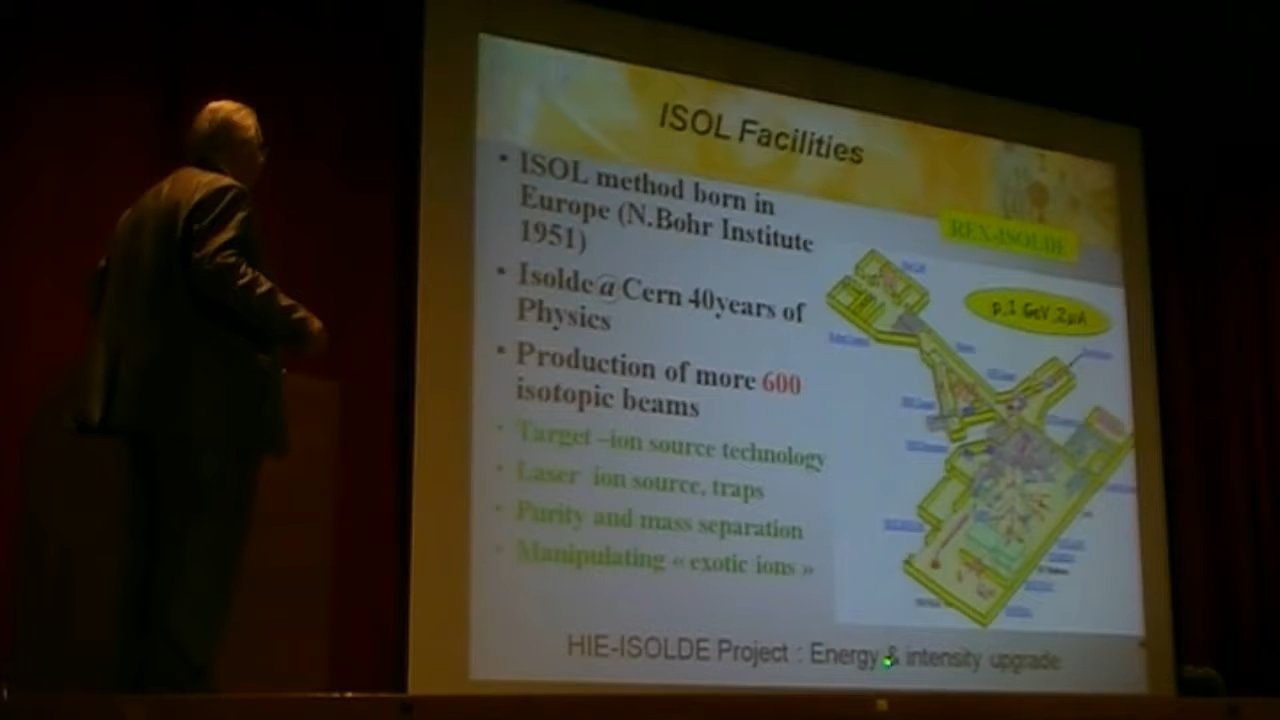 ISOL Facilities
• ISOL method born in
Europe (N.Bohr Institute
1951)
• Isolde @ Cern 40years of
Physics
• Production of more 600
isotopic beams
• Target –ion source technology
• Laser ion source, traps
• Purity and mass separation
• Manipulating « exotic ions »
REX-ISOLDE
p,1 GeV,2μA
HIE-ISOLDE Project : Energy & intensity upgrade